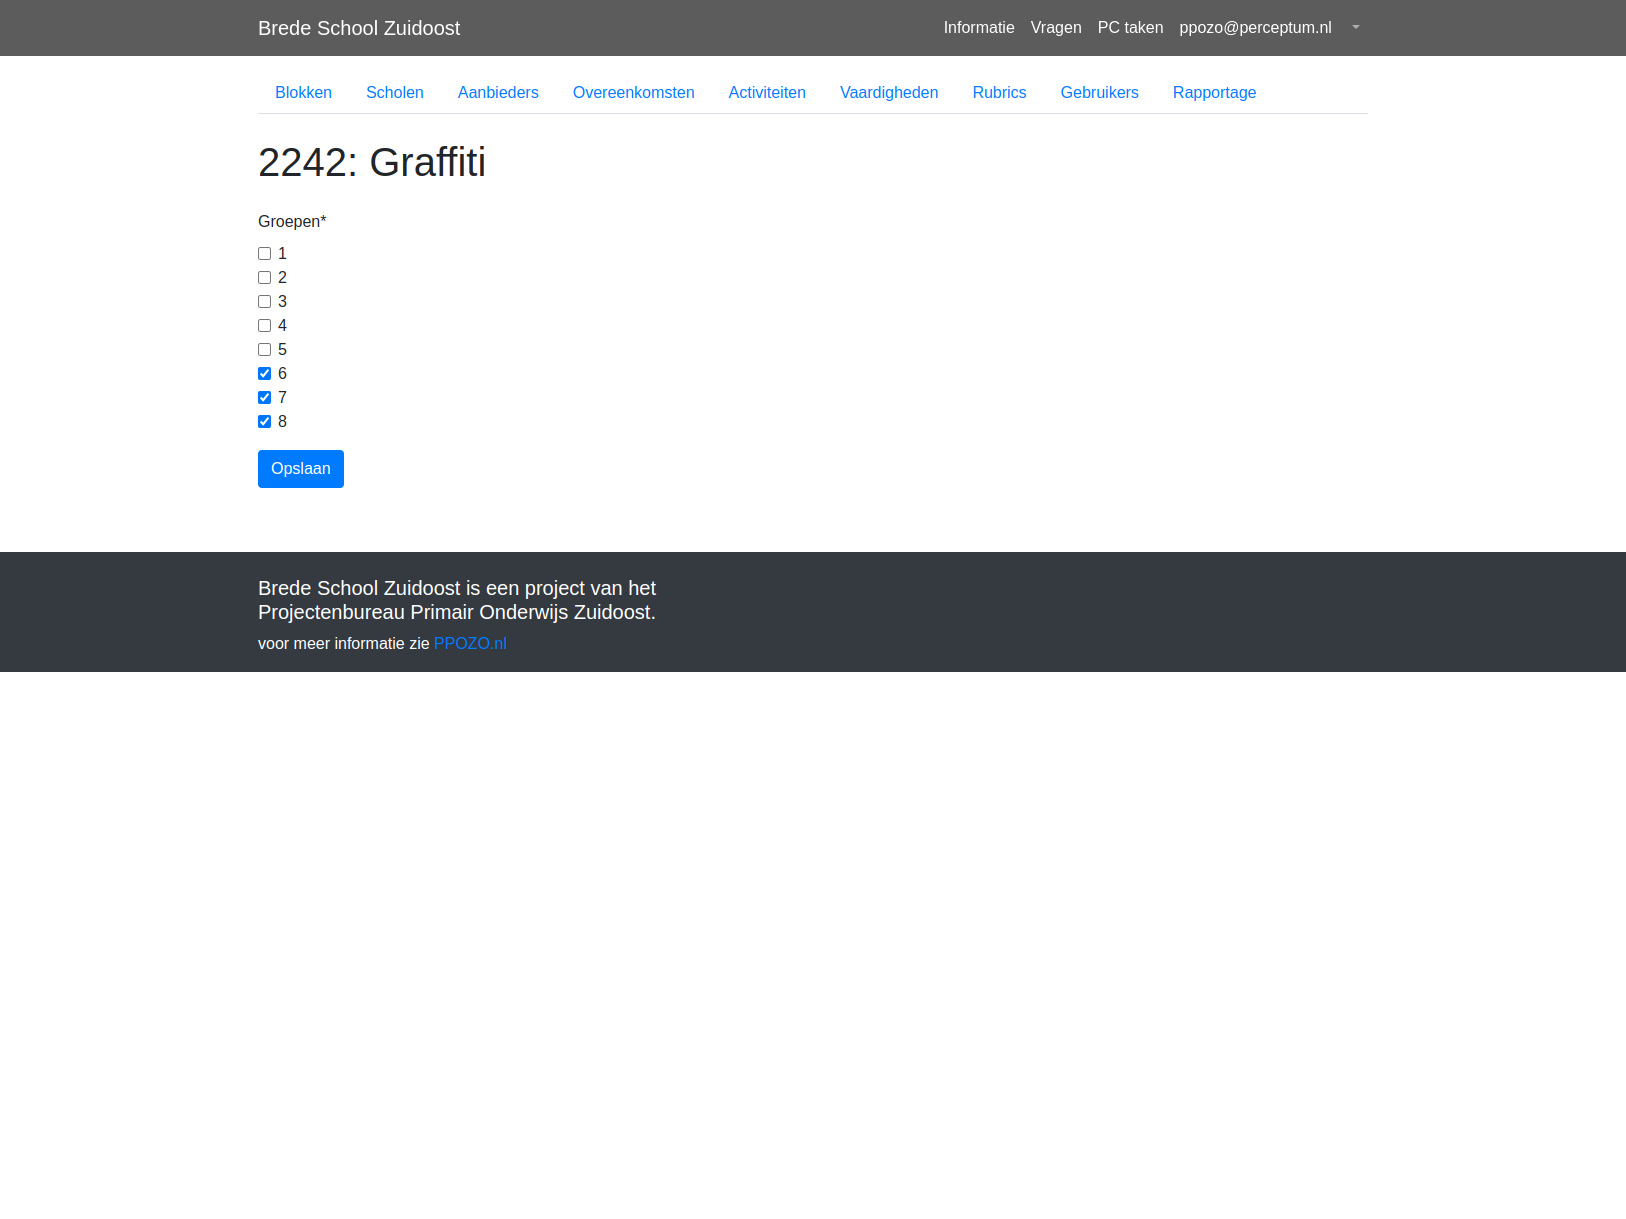 Brede School Zuidoost
Informatie Vragen PC taken ppozo@perceptum.nl
Blokken Scholen Aanbieders Overeenkomsten Activiteiten Vaardigheden Rubrics Gebruikers Rapportage
2242: Graffiti
Groepen*
1
2
3
4
5
6
7
8
Opslaan
Brede School Zuidoost is een project van het
Projectenbureau Primair Onderwijs Zuidoost.
voor meer informatie zie PPOZO.nl